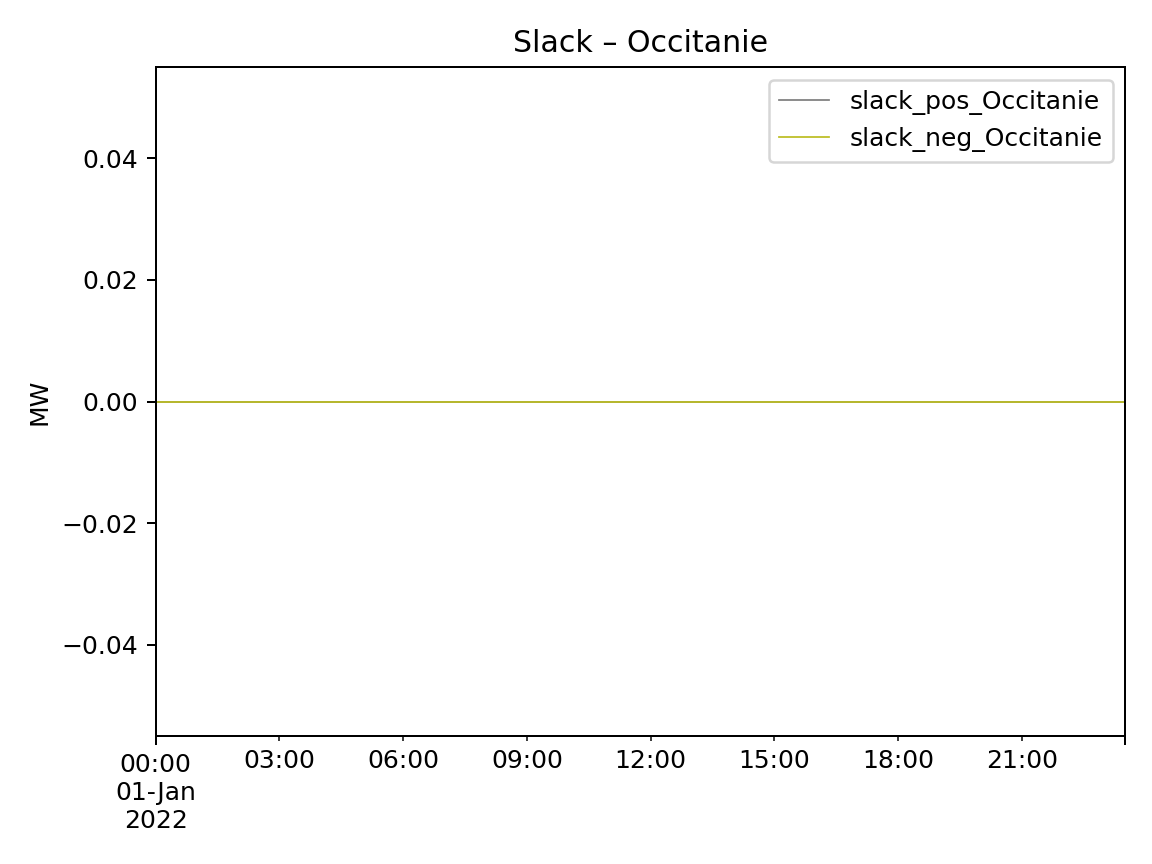 Slack – Occitanie
slack_pos_Occitanie
slack_neg_Occitanie
0.04
0.02
0.00
−0.02
−0.04
MW
00:00 03:00 06:00 09:00 12:00 15:00 18:00 21:00
01-Jan
2022